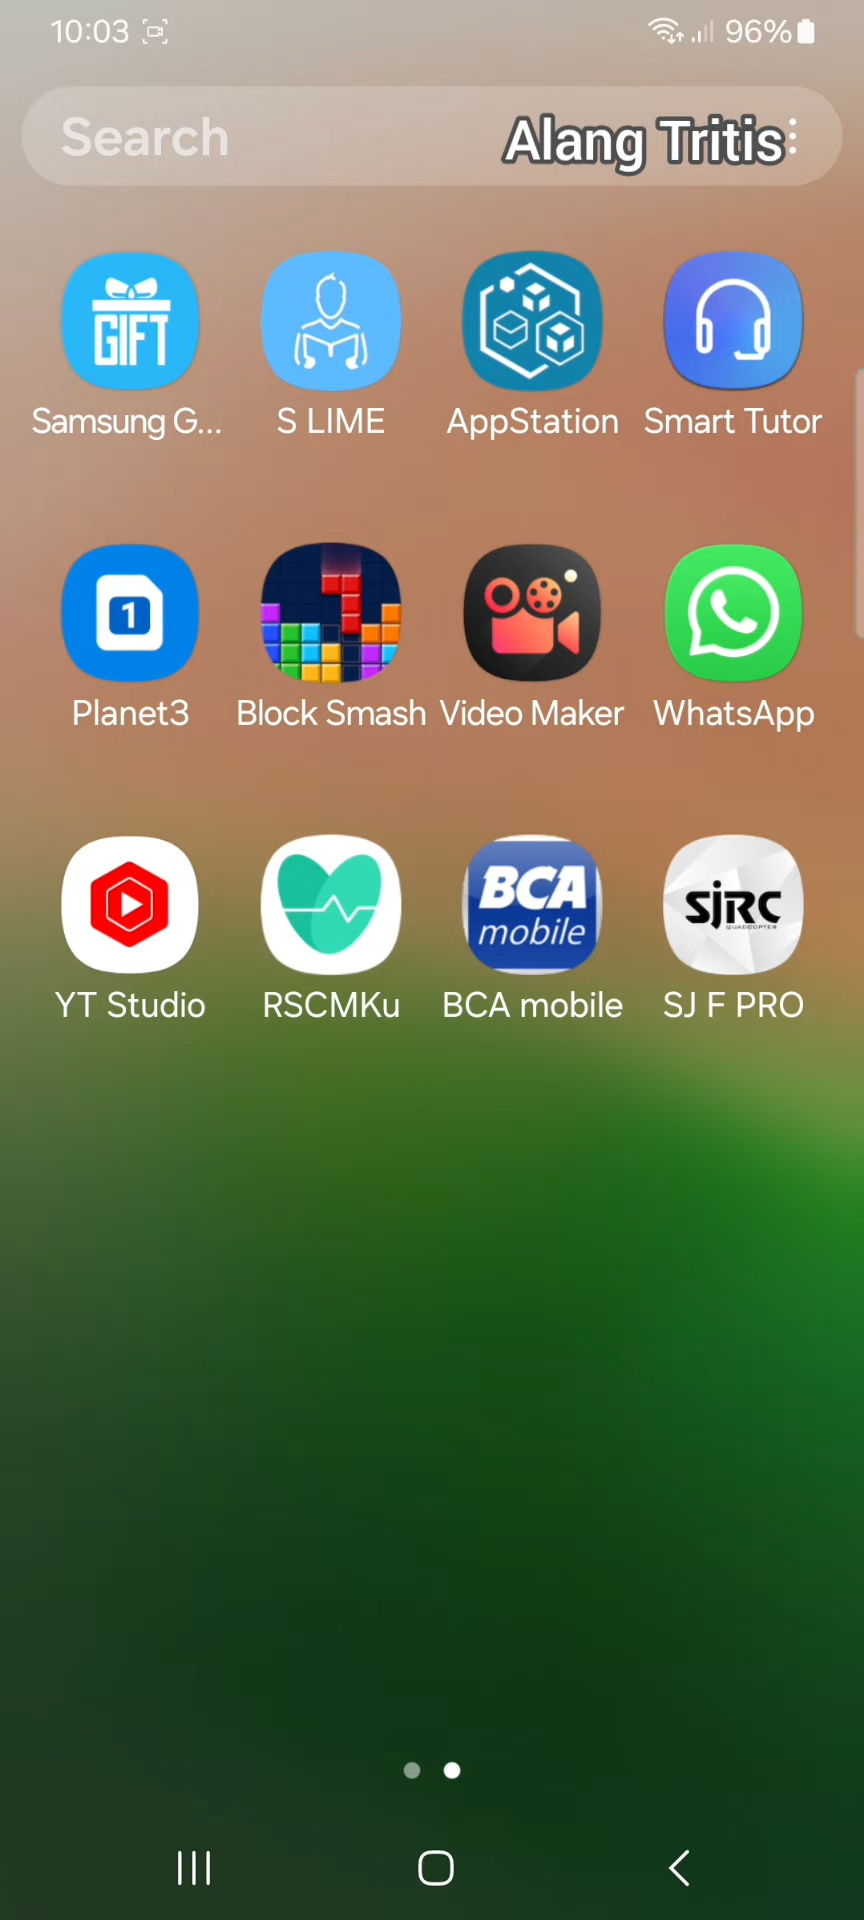 10:03 96%
Search Alang Tritis
GIFT
Samsung G... S LIME AppStation Smart Tutor
1
Planet3 Block Smash Video Maker WhatsApp
BCA mobile SJRC QUADCOPTER
YT Studio RSCMKu BCA mobile SJ F PRO